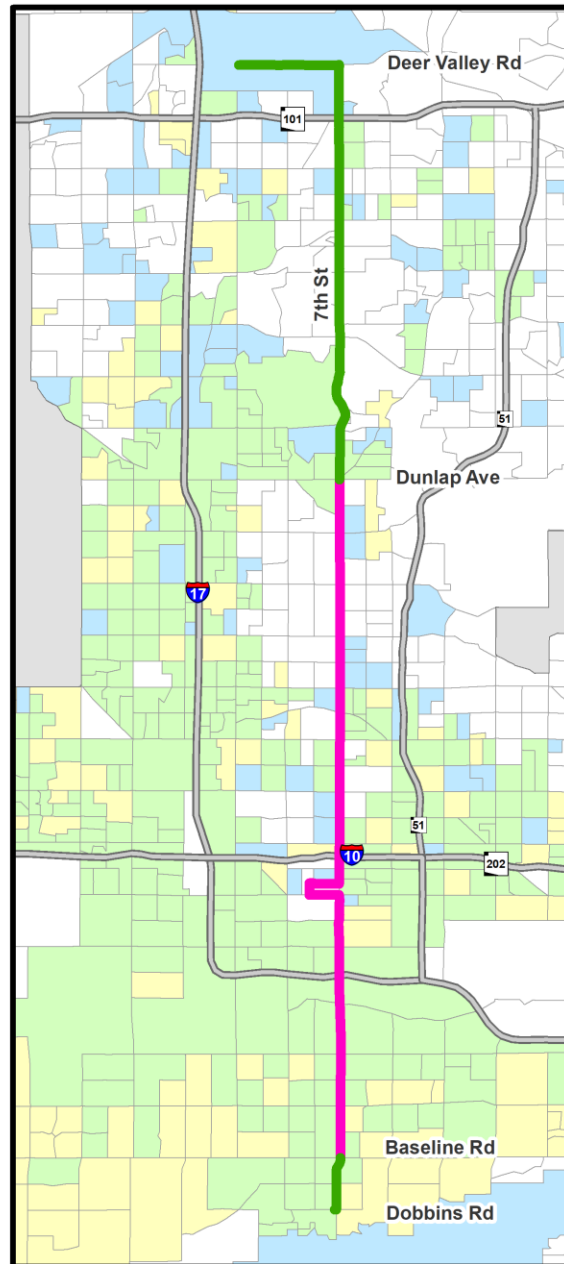 Deer Valley Rd
101
7th St
51
Dunlap Ave
17
51
10
202
Baseline Rd
Dobbins Rd